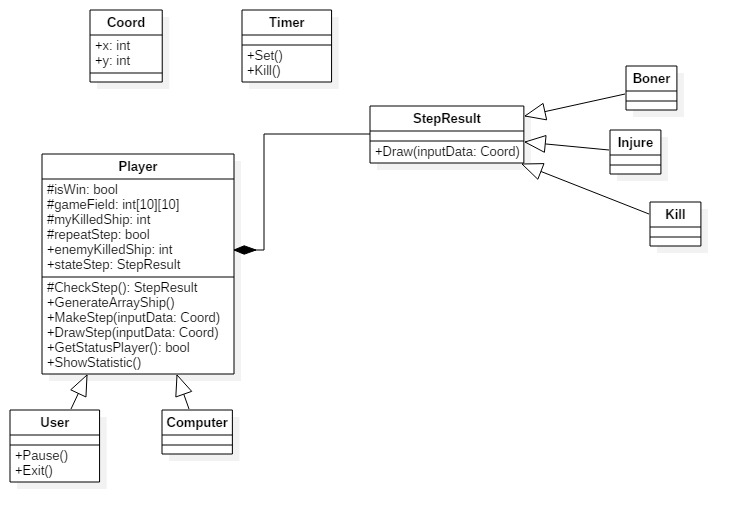 Coord
+x: int
+y: int
Timer
+Set()
+Kill()
StepResult
+Draw(inputData: Coord)
Boner
Injure
Kill
Player
#isWin: bool
#gameField: int[10][10]
#myKilledShip: int
#repeatStep: bool
+enemyKilledShip: int
+stateStep: StepResult
#CheckStep(): StepResult
+GenerateArrayShip()
+MakeStep(inputData: Coord)
+DrawStep(inputData: Coord)
+GetStatusPlayer(): bool
+ShowStatistic()
User
+Pause()
+Exit()
Computer